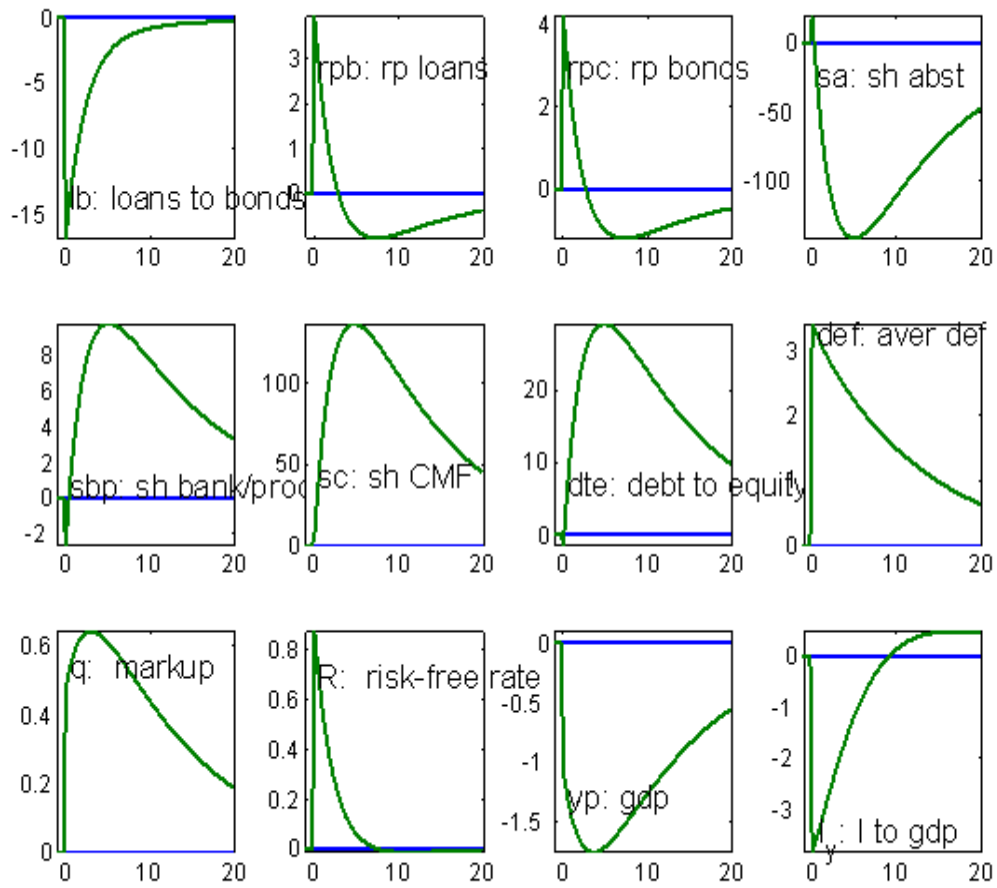 0
-5
-10
-15
lb: loans to bonds
0 10 20
3
2
1
0
rpb: rp loans
0 10 20
4
2
0
rpc: rp bonds
0 10 20
0
-50
-100
sa: sh abst
0 10 20
8
6
4
2
0
-2
sbp: sh bank/prod
0 10 20
100
50
0
sc: sh CMF
0 10 20
20
10
0
dte: debt to equity
0 10 20
3
2
1
0
def: aver def
0 10 20
0.6
0.4
0.2
0
q: markup
0 10 20
0.8
0.6
0.4
0.2
0
R: risk-free rate
0 10 20
0
-0.5
-1
-1.5
yp: gdp
0 10 20
0
-1
-2
-3
I_y: I to gdp
0 10 20